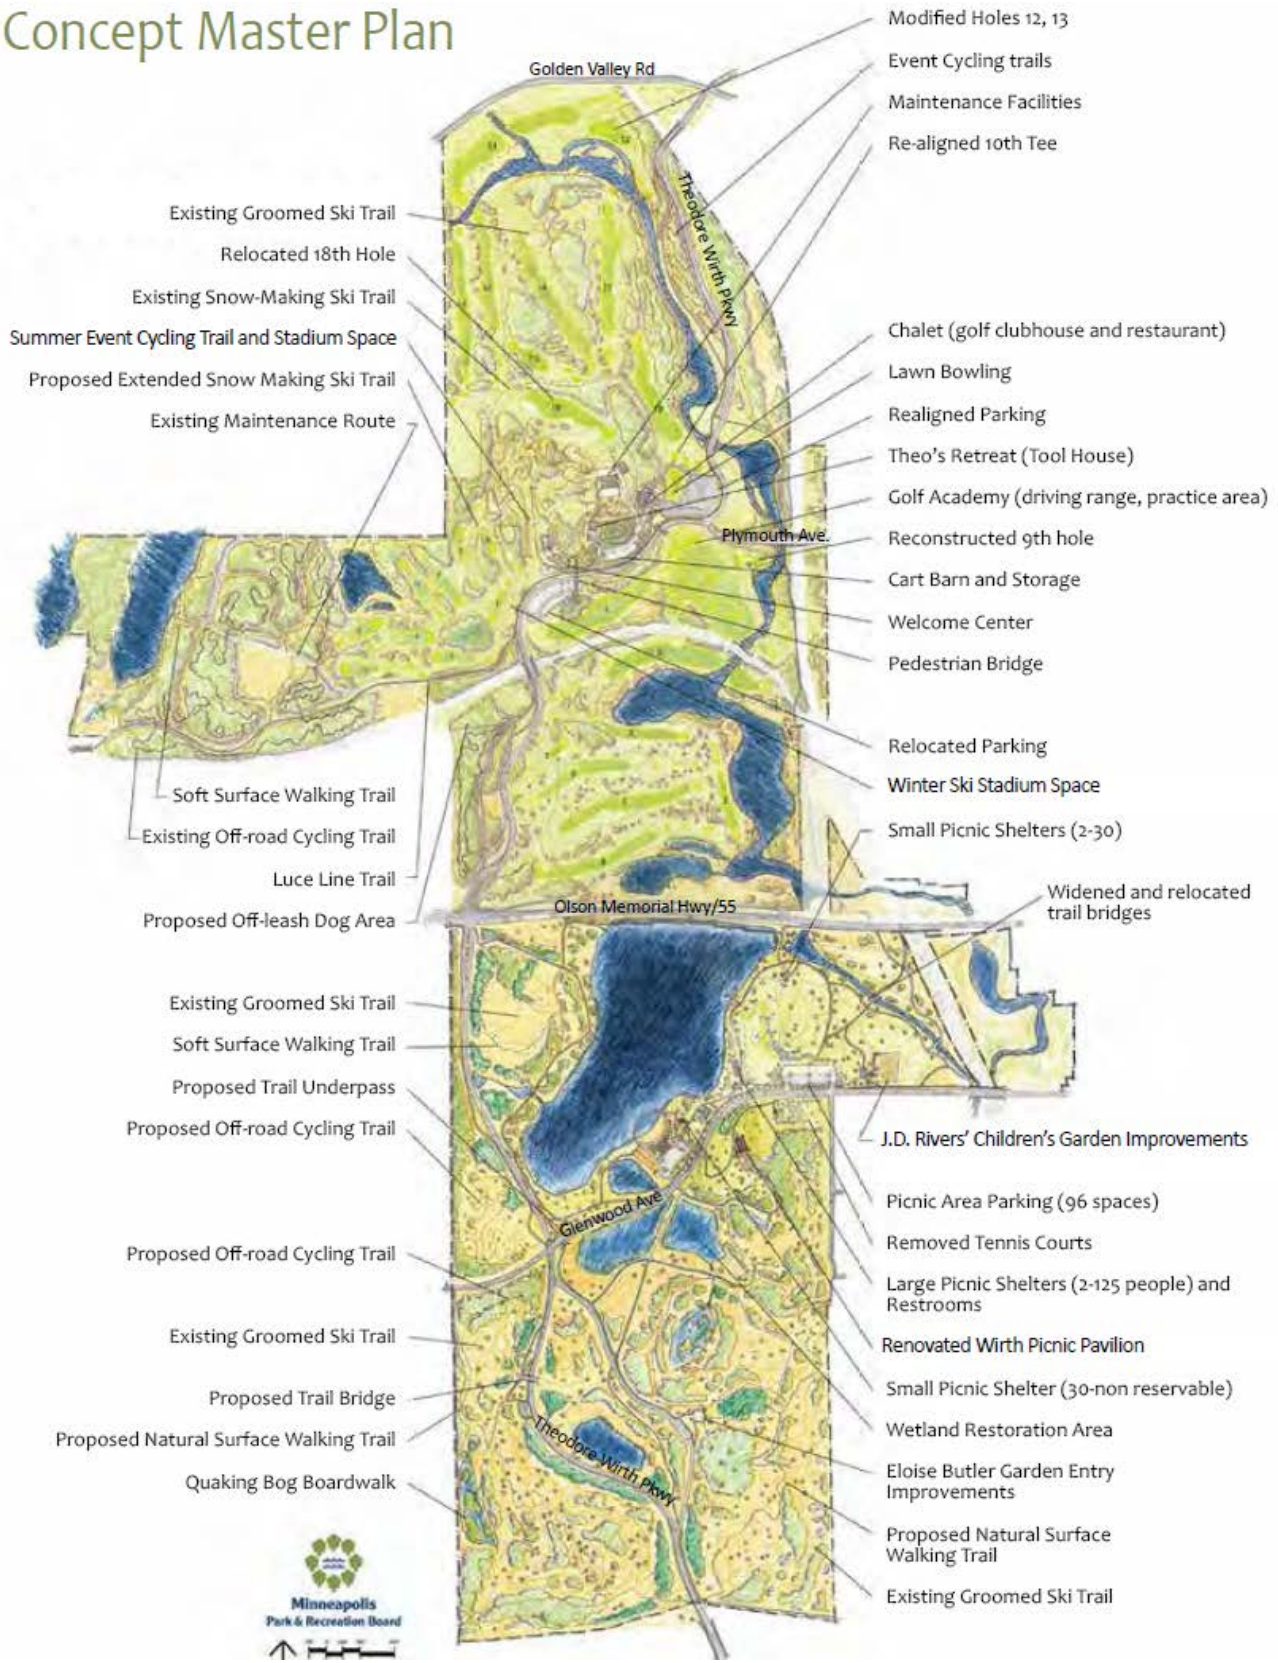 Concept Master Plan
Modified Holes 12, 13
Event Cycling trails
Maintenance Facilities
Re-aligned 10th Tee
Golden Valley Rd
Theodore Wirth Pkwy
Existing Groomed Ski Trail
Relocated 18th Hole
Existing Snow-Making Ski Trail
Summer Event Cycling Trail and Stadium Space
Proposed Extended Snow Making Ski Trail
Existing Maintenance Route
Chalet (golf clubhouse and restaurant)
Lawn Bowling
Realigned Parking
Theo's Retreat (Tool House)
Golf Academy (driving range, practice area)
Plymouth Ave.
Reconstructed 9th hole
Cart Barn and Storage
Welcome Center
Pedestrian Bridge
Relocated Parking
Winter Ski Stadium Space
Small Picnic Shelters (2-30)
Soft Surface Walking Trail
Existing Off-road Cycling Trail
Luce Line Trail
Proposed Off-leash Dog Area
Olson Memorial Hwy/55
Widened and relocated
trail bridges
Existing Groomed Ski Trail
Soft Surface Walking Trail
Proposed Trail Underpass
Proposed Off-road Cycling Trail
J.D. Rivers' Children's Garden Improvements
Glenwood Ave
Picnic Area Parking (96 spaces)
Removed Tennis Courts
Large Picnic Shelters (2-125 people) and
Restrooms
Renovated Wirth Picnic Pavilion
Small Picnic Shelter (30-non reservable)
Wetland Restoration Area
Eloise Butler Garden Entry
Improvements
Proposed Natural Surface
Walking Trail
Existing Groomed Ski Trail
Proposed Off-road Cycling Trail
Existing Groomed Ski Trail
Proposed Trail Bridge
Proposed Natural Surface Walking Trail
Quaking Bog Boardwalk
Theodore Wirth Pkwy
Minneapolis
Park & Recreation Board